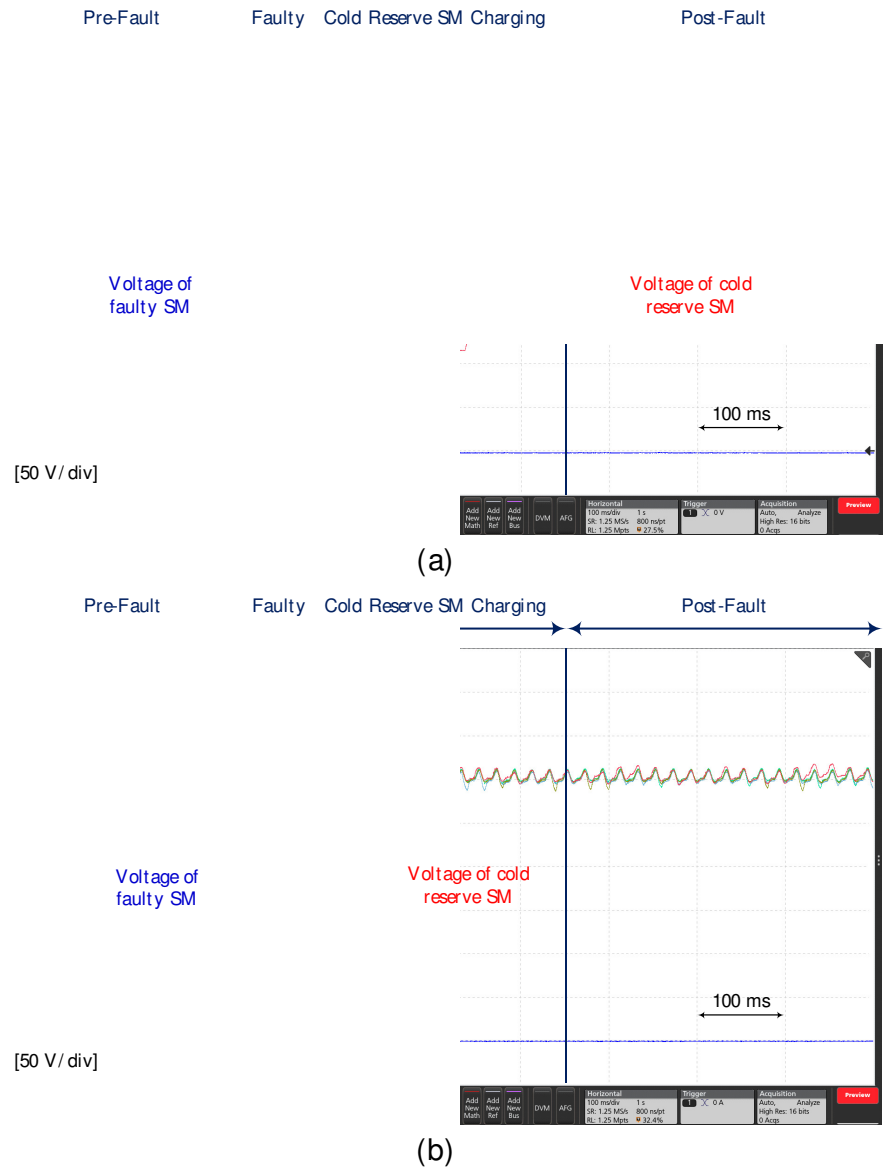 Pre-Fault Faulty Cold Reserve SM Charging Post-Fault
Voltage of
faulty SM
Voltage of cold
reserve SM
100 ms
[50 V/div]
Add New Math
Add New Ref
Add New Bus
DVM
AFG
Horizontal
100 ms/div 1 s
SR: 1.25 MS/s 800 ns/pt
RL: 1.25 Mpts 27.5%
Trigger
1 0 V
Acquisition
Auto, Analyze
High Res: 16 bits
0 Acqs
Preview
(a)
Pre-Fault Faulty Cold Reserve SM Charging Post-Fault
Voltage of
faulty SM
Voltage of cold
reserve SM
100 ms
[50 V/div]
Add New Math
Add New Ref
Add New Bus
DVM
AFG
Horizontal
100 ms/div 1 s
SR: 1.25 MS/s 800 ns/pt
RL: 1.25 Mpts 32.4%
Trigger
1 0 A
Acquisition
Auto, Analyze
High Res: 16 bits
0 Acqs
Preview
(b)